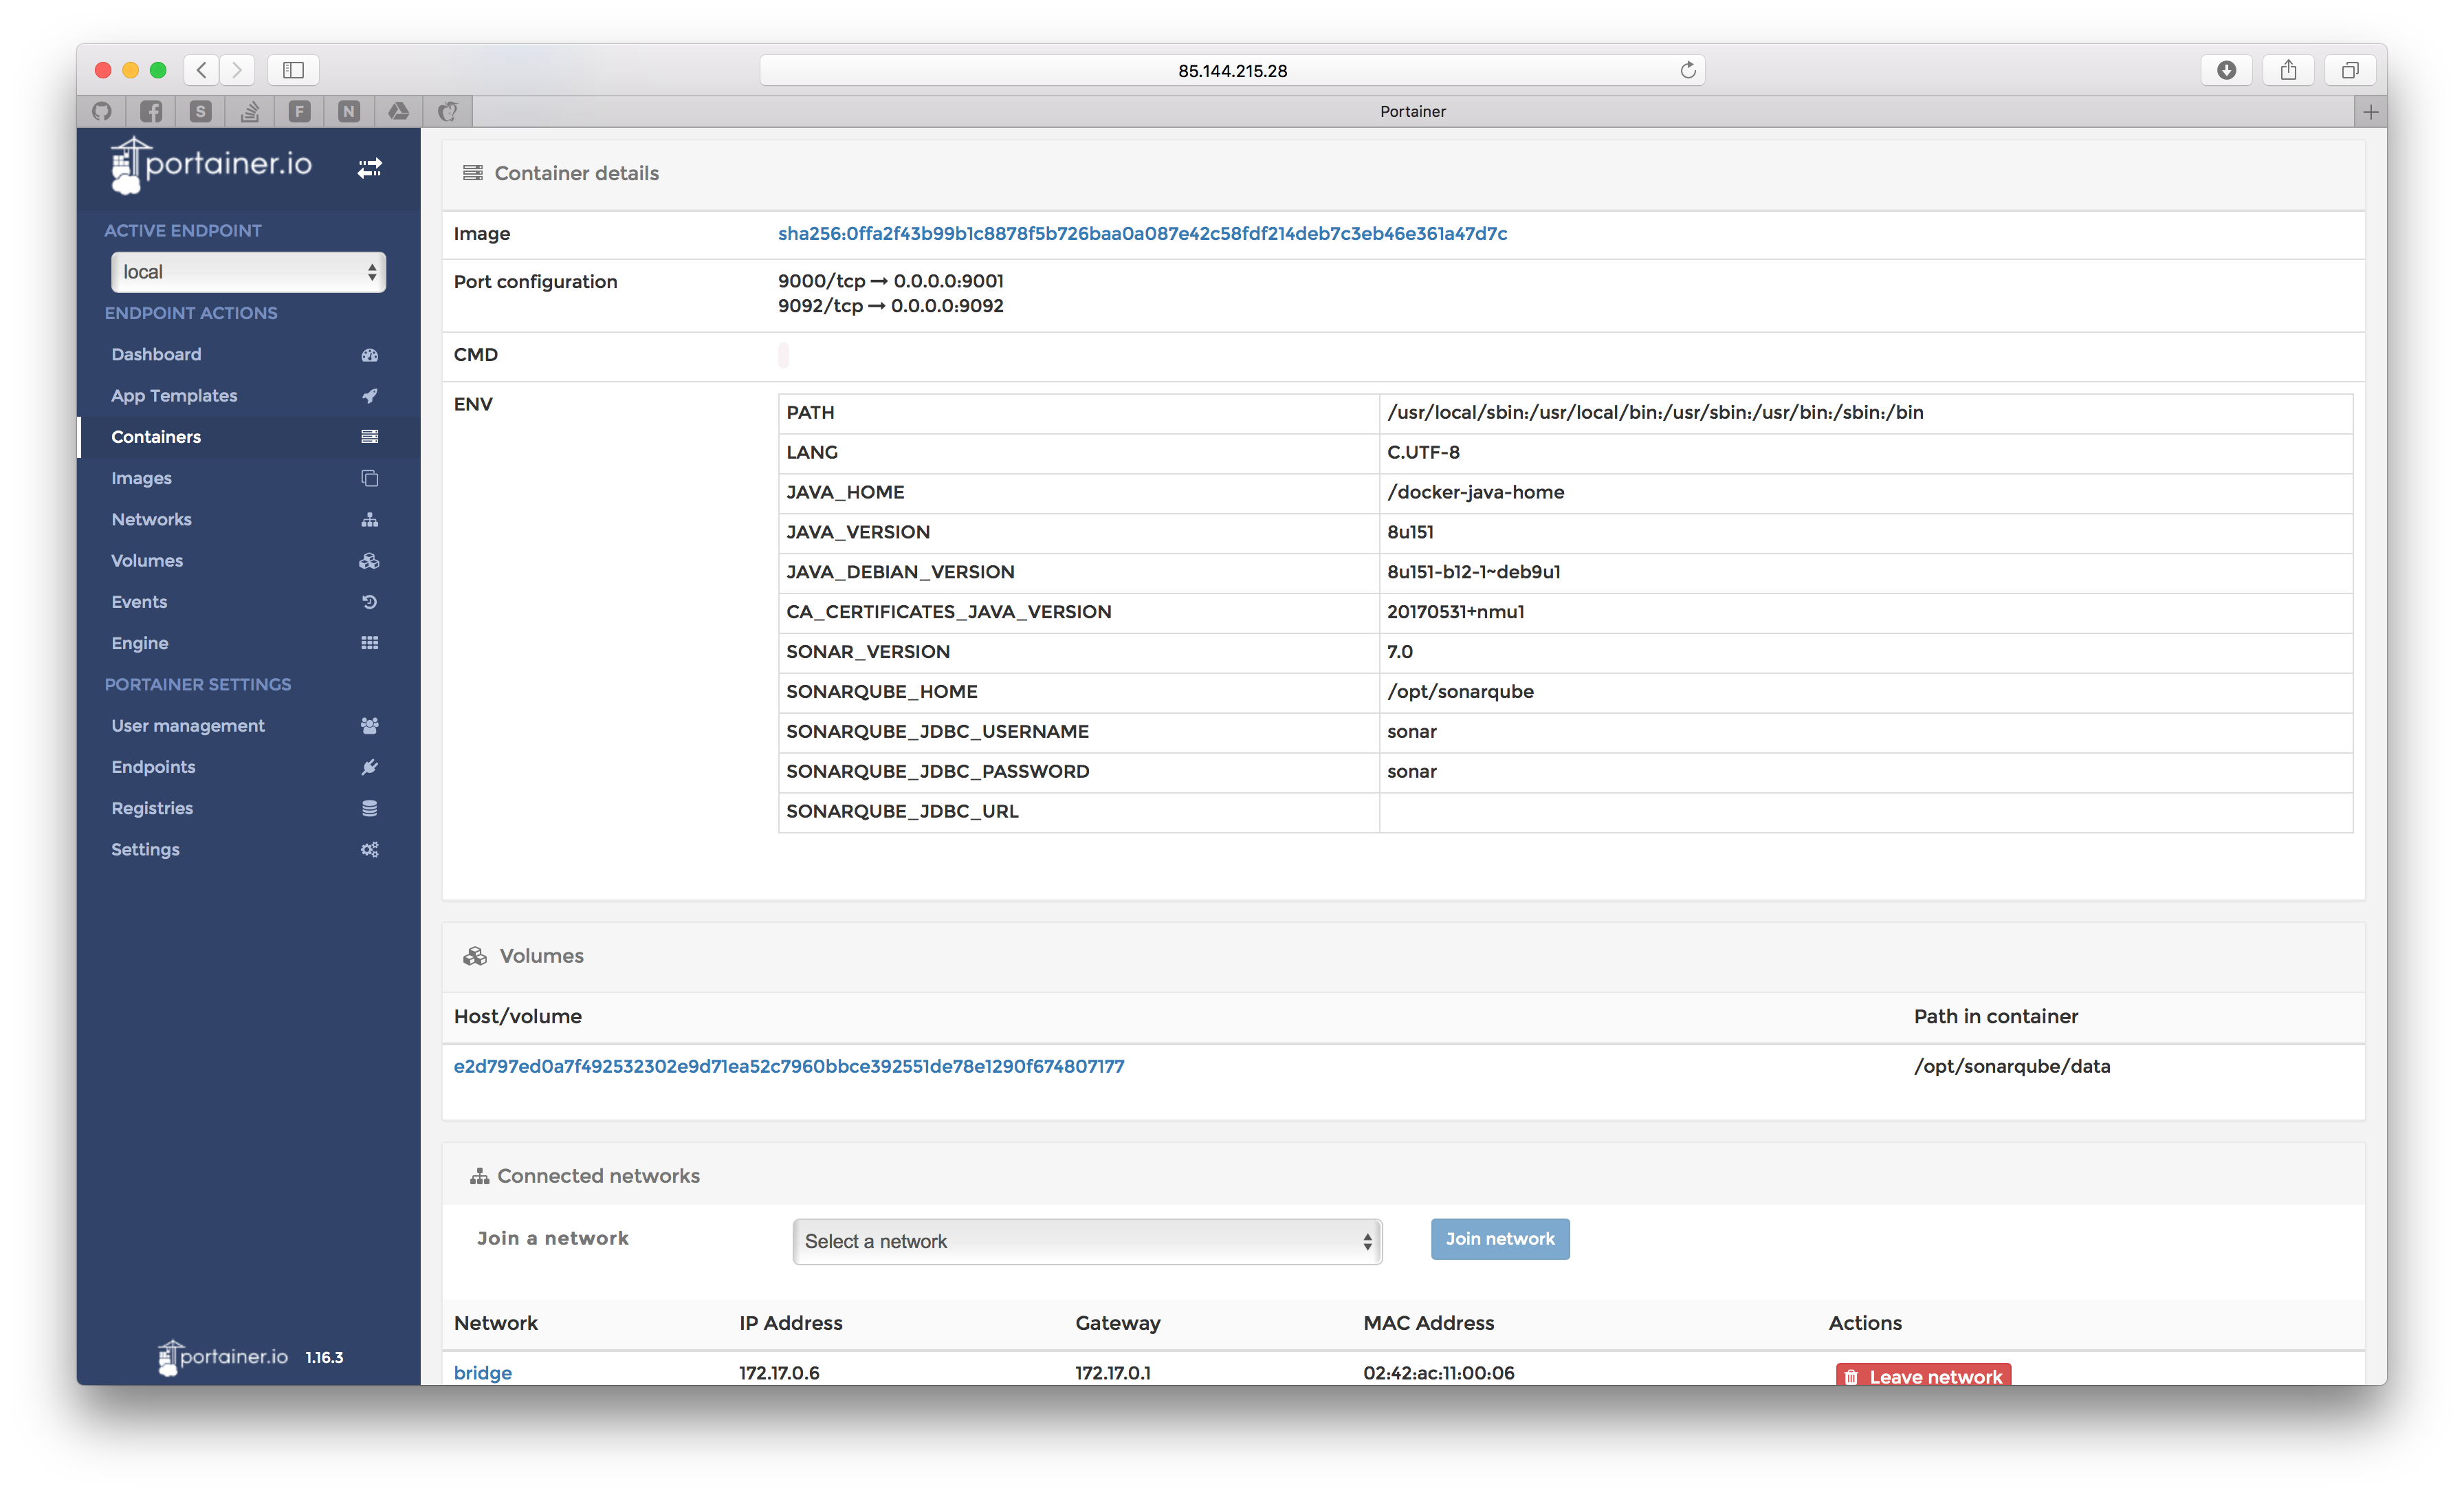 85.144.215.28
S
F
N
Portainer
portainer.io
ACTIVE ENDPOINT
local
ENDPOINT ACTIONS
Dashboard
App Templates
Containers
Images
Networks
Volumes
Events
Engine
PORTAINER SETTINGS
User management
Endpoints
Registries
Settings
portainer.io 1.16.3
Container details
Image sha256:0ffa2f43b99b1c8878f5b726baa0a087e42c58fdf214deb7c3eb46e361a47d7c
Port configuration 9000/tcp → 0.0.0.0:9001
9092/tcp → 0.0.0.0:9092
CMD
ENV
PATH /usr/local/sbin:/usr/local/bin:/usr/sbin:/usr/bin:/sbin:/bin
LANG C.UTF-8
JAVA_HOME /docker-java-home
JAVA_VERSION 8u151
JAVA_DEBIAN_VERSION 8u151-b12-1~deb9u1
CA_CERTIFICATES_JAVA_VERSION 20170531+nmu1
SONAR_VERSION 7.0
SONARQUBE_HOME /opt/sonarqube
SONARQUBE_JDBC_USERNAME sonar
SONARQUBE_JDBC_PASSWORD sonar
SONARQUBE_JDBC_URL
Volumes
Host/volume Path in container
e2d797ed0a7f492532302e9d71ea52c7960bbce392551de78e1290f674807177 /opt/sonarqube/data
Connected networks
Join a network Select a network Join network
Network IP Address Gateway MAC Address Actions
bridge 172.17.0.6 172.17.0.1 02:42:ac:11:00:06 Leave network